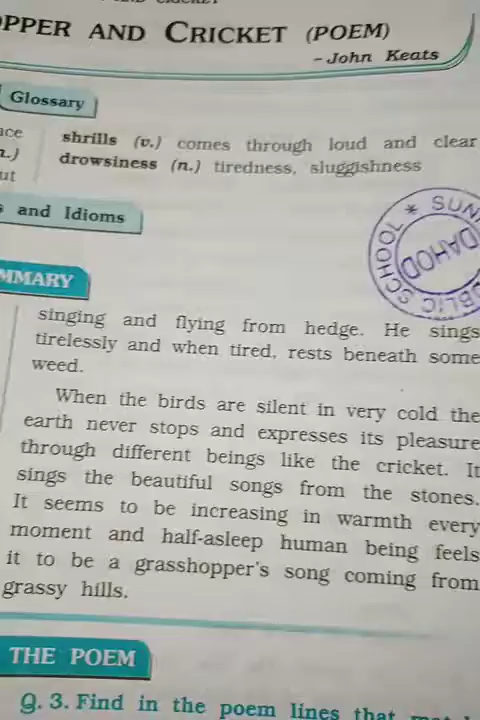 PPER AND CRICKET (POEM)
– John Keats
Glossary
shrills (v.) comes through loud and clear
drowsiness (n.) tiredness, sluggishness
and Idioms
singing and flying from hedge. He sings
tirelessly and when tired, rests beneath some
weed.
When the birds are silent in very cold the
earth never stops and expresses its pleasure
through different beings like the cricket. It
sings the beautiful songs from the stones.
It seems to be increasing in warmth every
moment and half-asleep human being feels
it to be a grasshopper's song coming from
grassy hills.
THE POEM
Q. 3. Find in the poem lines that
SCHOOL * SUN
DAHOD